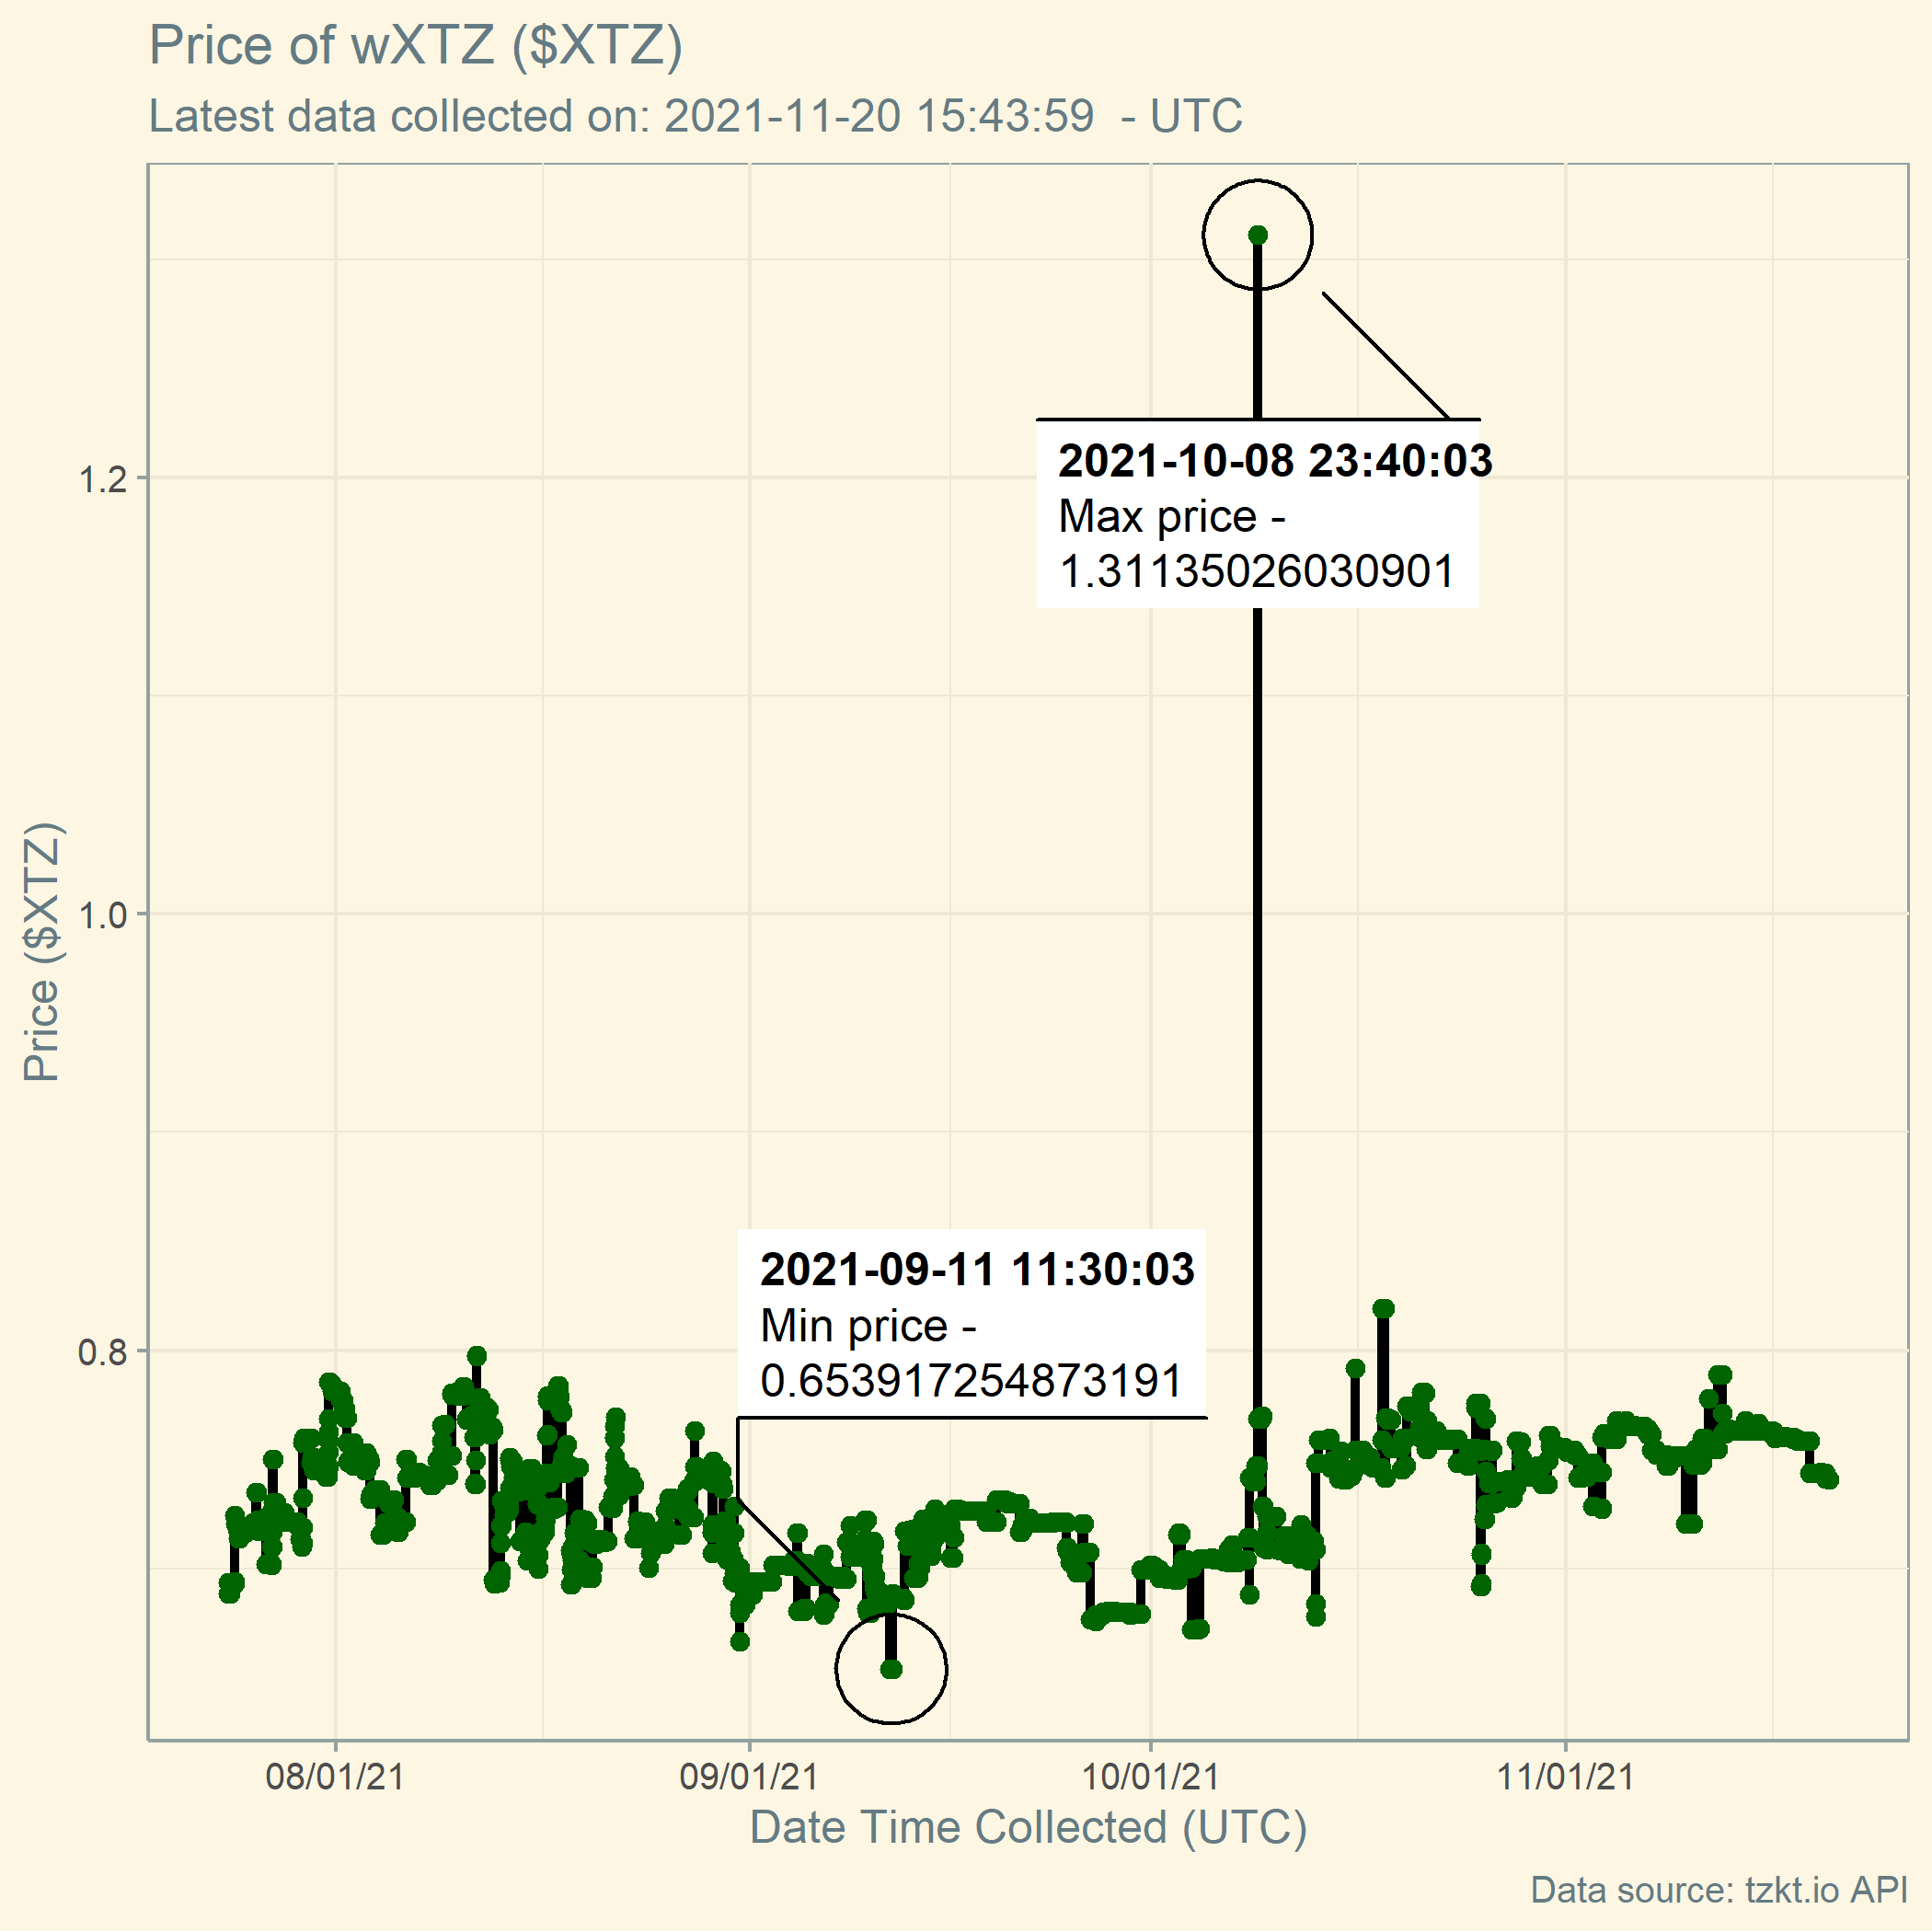 Price of wXTZ ($XTZ)
Latest data collected on: 2021-11-20 15:43:59  - UTC
Price ($XTZ)
1.2
1.0
0.8
2021-10-08 23:40:03
Max price -
1.31135026030901
2021-09-11 11:30:03
Min price -
0.653917254873191
08/01/21
09/01/21
10/01/21
11/01/21
Date Time Collected (UTC)
Data source: tzkt.io API